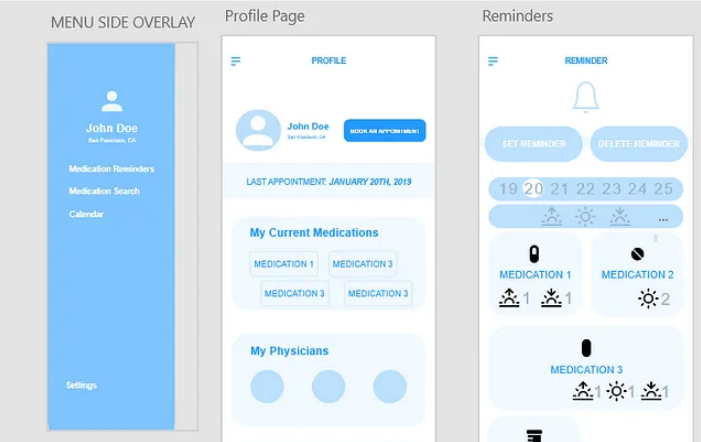 MENU SIDE OVERLAY
John Doe
San Francisco, CA
Medication Reminders
Medication Search
Calendar
Settings
Profile Page
PROFILE
John Doe
San Francisco, CA
BOOK AN APPOINTMENT
LAST APPOINTMENT: JANUARY 20TH, 2019
My Current Medications
MEDICATION 1 MEDICATION 3
MEDICATION 3 MEDICATION 3
My Physicians
Reminders
REMINDER
SET REMINDER DELETE REMINDER
19 20 21 22 23 24 25
...
MEDICATION 1 MEDICATION 2
1 1 2
MEDICATION 3
1 1 1